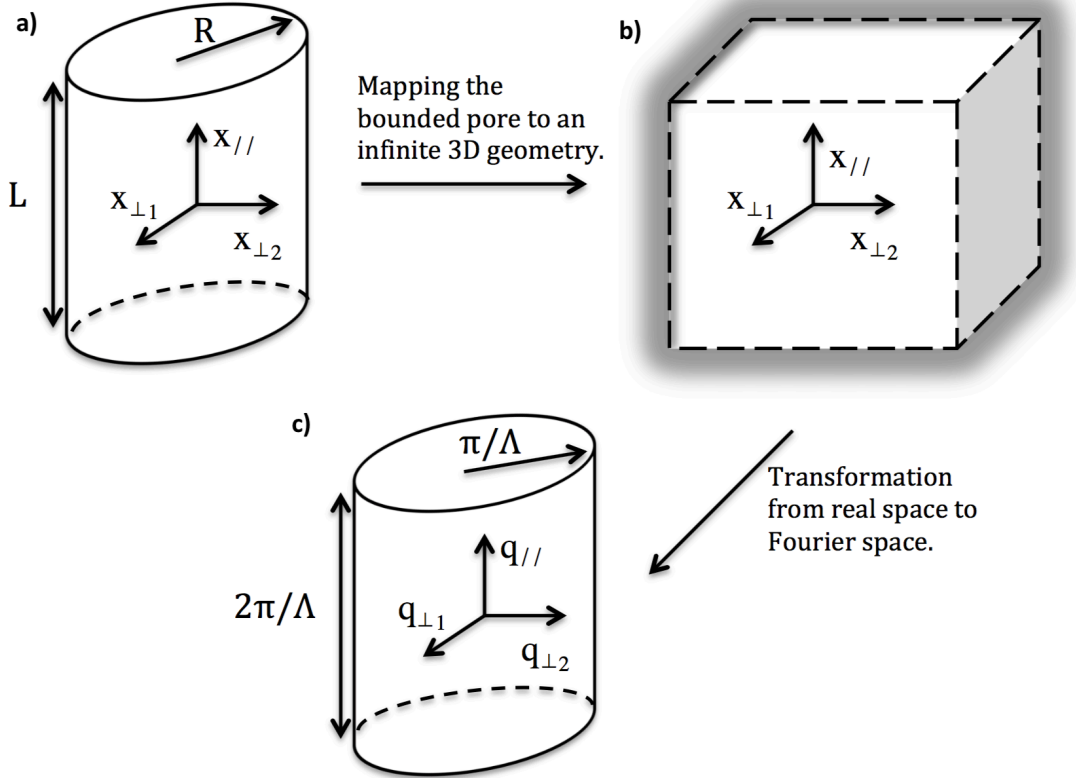 a)
R
L
x//
x⊥1
x⊥2
Mapping the
bounded pore to an
infinite 3D geometry.
b)
x//
x⊥1
x⊥2
Transformation
from real space to
Fourier space.
c)
π/Λ
2π/Λ
q//
q⊥1
q⊥2